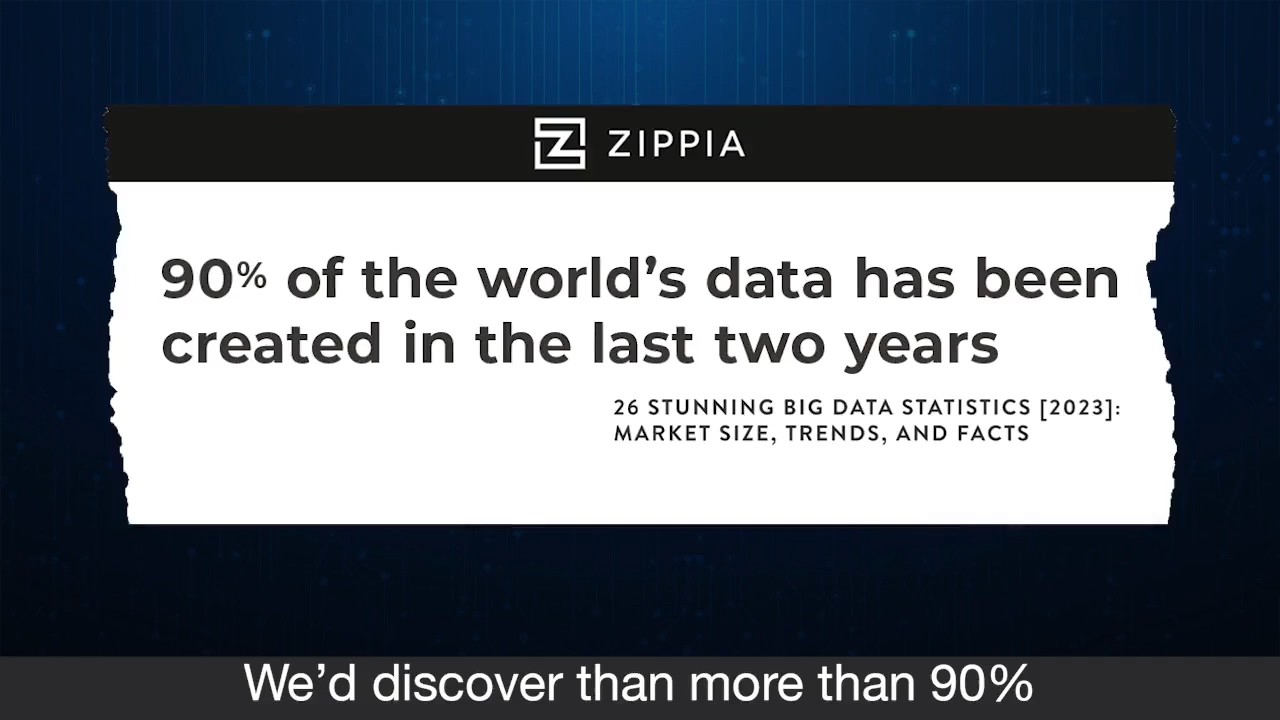 ZIPPIA
90% of the world's data has been
created in the last two years
26 STUNNING BIG DATA STATISTICS [2023]:
MARKET SIZE, TRENDS, AND FACTS
We'd discover than more than 90%